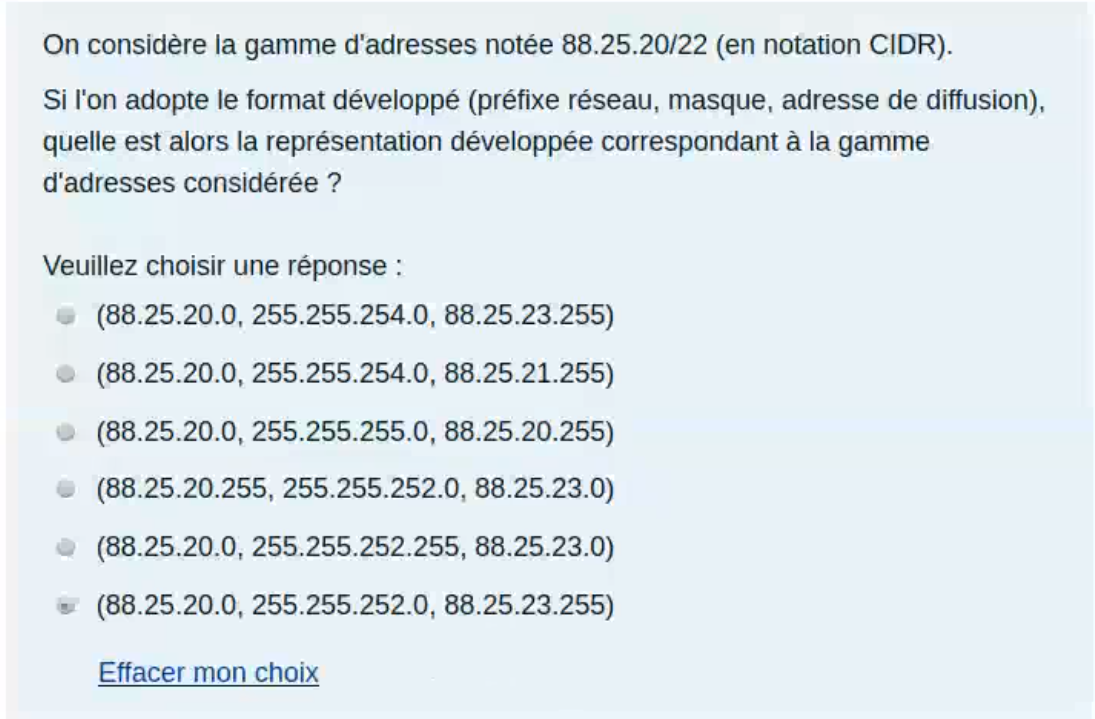 On considère la gamme d'adresses notée 88.25.20/22 (en notation CIDR).
Si l'on adopte le format développé (préfixe réseau, masque, adresse de diffusion),
quelle est alors la représentation développée correspondant à la gamme
d'adresses considérée ?
Veuillez choisir une réponse :
(88.25.20.0, 255.255.254.0, 88.25.23.255)
(88.25.20.0, 255.255.254.0, 88.25.21.255)
(88.25.20.0, 255.255.255.0, 88.25.20.255)
(88.25.20.255, 255.255.252.0, 88.25.23.0)
(88.25.20.0, 255.255.252.255, 88.25.23.0)
(88.25.20.0, 255.255.252.0, 88.25.23.255)
Effacer mon choix